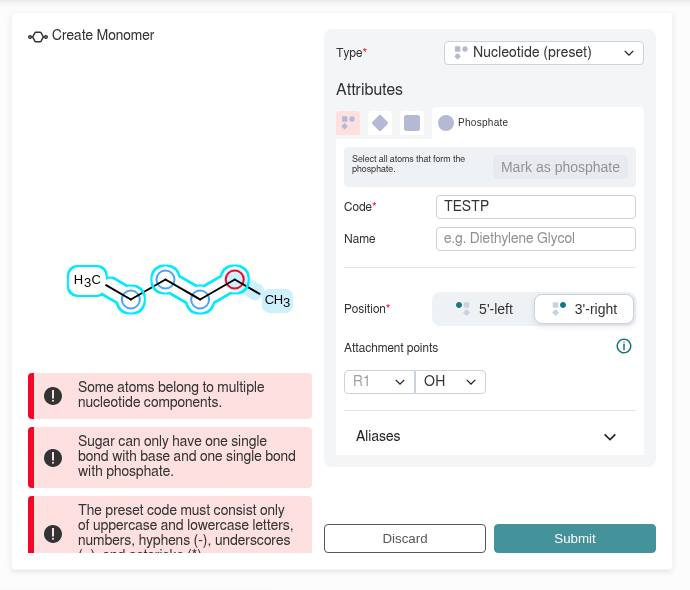 Create Monomer
Type*
Nucleotide (preset)
Attributes
Phosphate
Select all atoms that form the
phosphate.
Mark as phosphate
Code*
TESTP
Name
e.g. Diethylene Glycol
H3C
CH3
Position*
5'-left
3'-right
Attachment points
R1
OH
Some atoms belong to multiple
nucleotide components.
Sugar can only have one single
bond with base and one single bond
with phosphate.
The preset code must consist only
of uppercase and lowercase letters,
numbers, hyphens (-), underscores
Aliases
Discard
Submit